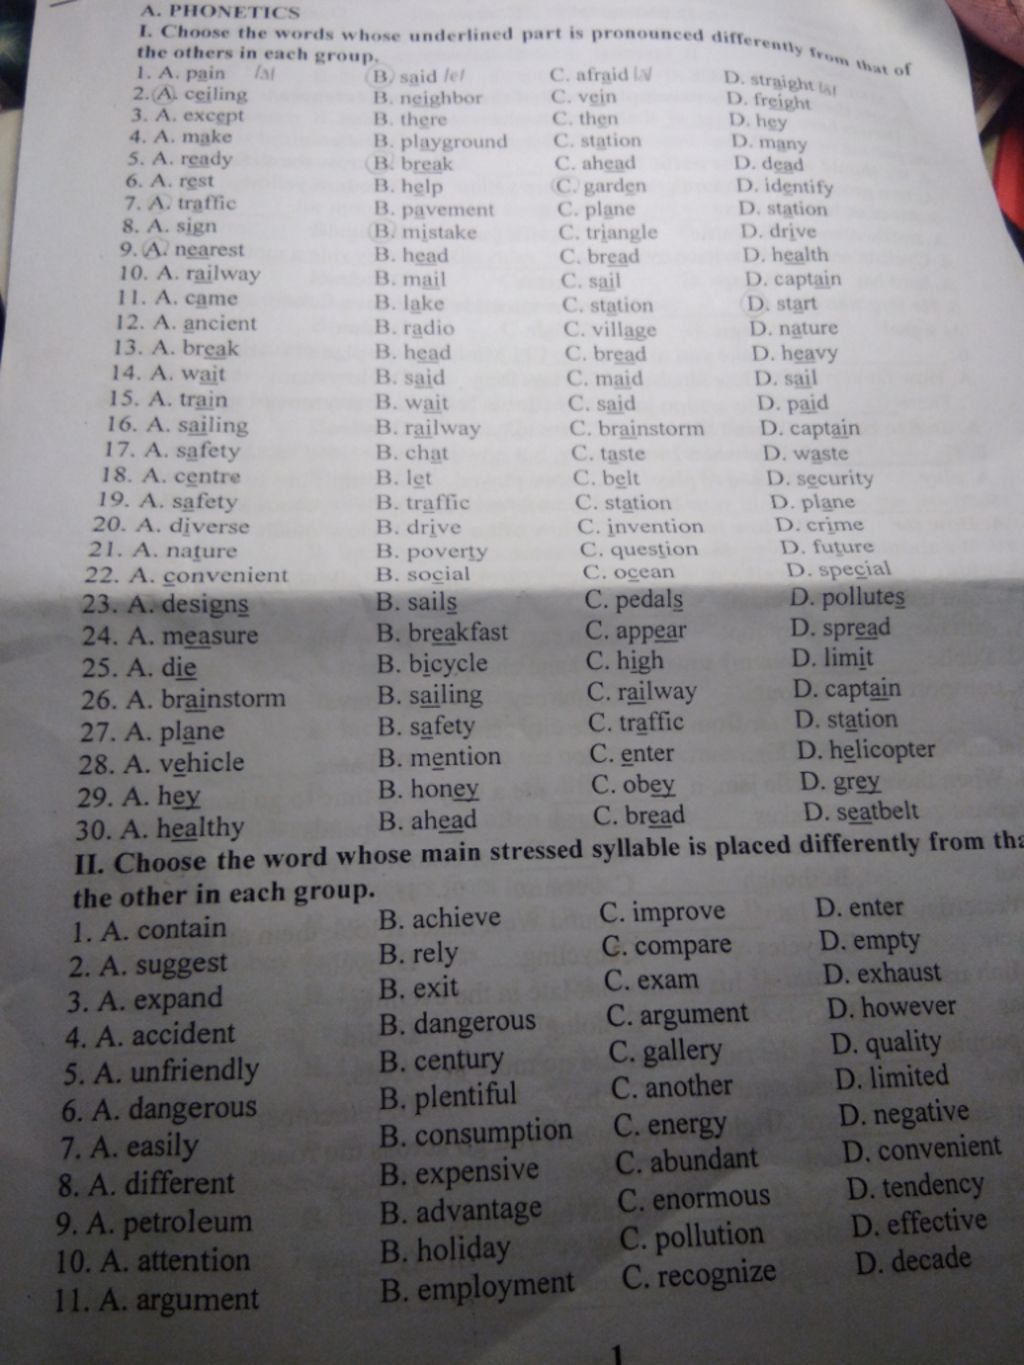 A. PHONETICS
I. Choose the words whose underlined part is pronounced differently from that of
the others in each group.
1. A. pain B. said /e/ C. afraid D. straight
2. A. ceiling B. neighbor C. vein D. freight
3. A. except B. there C. then D. hey
4. A. make B. playground C. station D. many
5. A. ready B. break C. ahead D. dead
6. A. rest B. help C. garden D. identify
7. A. traffic B. pavement C. plane D. station
8. A. sign B. mistake C. triangle D. drive
9. A. nearest B. head C. bread D. health
10. A. railway B. mail C. sail D. captain
11. A. came B. lake C. station D. start
12. A. ancient B. radio C. village D. nature
13. A. break B. head C. bread D. heavy
14. A. wait B. said C. maid D. sail
15. A. train B. wait C. said D. paid
16. A. sailing B. railway C. brainstorm D. captain
17. A. safety B. chat C. taste D. waste
18. A. centre B. let C. belt D. security
19. A. safety B. traffic C. station D. plane
20. A. diverse B. drive C. invention D. crime
21. A. nature B. poverty C. question D. future
22. A. convenient B. social C. ocean D. special
23. A. designs B. sails C. pedals D. pollutes
24. A. measure B. breakfast C. appear D. spread
25. A. die B. bicycle C. high D. limit
26. A. brainstorm B. sailing C. railway D. captain
27. A. plane B. safety C. traffic D. station
28. A. vehicle B. mention C. enter D. helicopter
29. A. hey B. honey C. obey D. grey
30. A. healthy B. ahead C. bread D. seatbelt
II. Choose the word whose main stressed syllable is placed differently from tha
the other in each group.
1. A. contain B. achieve C. improve D. enter
2. A. suggest B. rely C. compare D. empty
3. A. expand B. exit C. exam D. exhaust
4. A. accident B. dangerous C. argument D. however
5. A. unfriendly B. century C. gallery D. quality
6. A. dangerous B. plentiful C. another D. limited
7. A. easily B. consumption C. energy D. negative
8. A. different B. expensive C. abundant D. convenient
9. A. petroleum B. advantage C. enormous D. tendency
10. A. attention B. holiday C. pollution D. effective
11. A. argument B. employment C. recognize D. decade
1